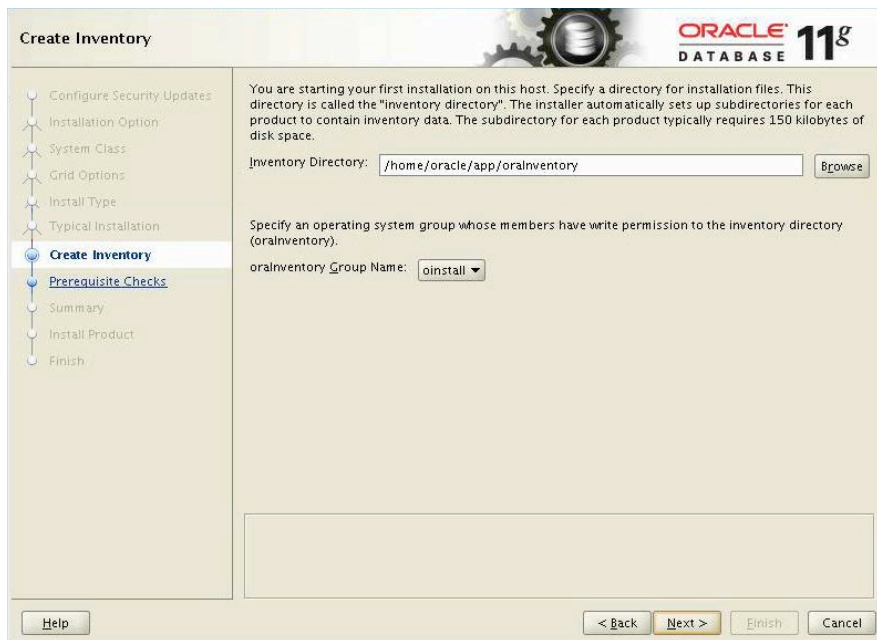 Create Inventory
ORACLE
DATABASE
11g
Configure Security Updates
Installation Option
System Class
Grid Options
Install Type
Typical Installation
Create Inventory
Prerequisite Checks
Summary
Install Product
Finish
You are starting your first installation on this host. Specify a directory for installation files. This
directory is called the "inventory directory". The installer automatically sets up subdirectories for each
product to contain inventory data. The subdirectory for each product typically requires 150 kilobytes of
disk space.
Inventory Directory: /home/oracle/app/oraInventory Browse
Specify an operating system group whose members have write permission to the inventory directory
(oraInventory).
oraInventory Group Name: oinstall
Help < Back Next > Finish Cancel